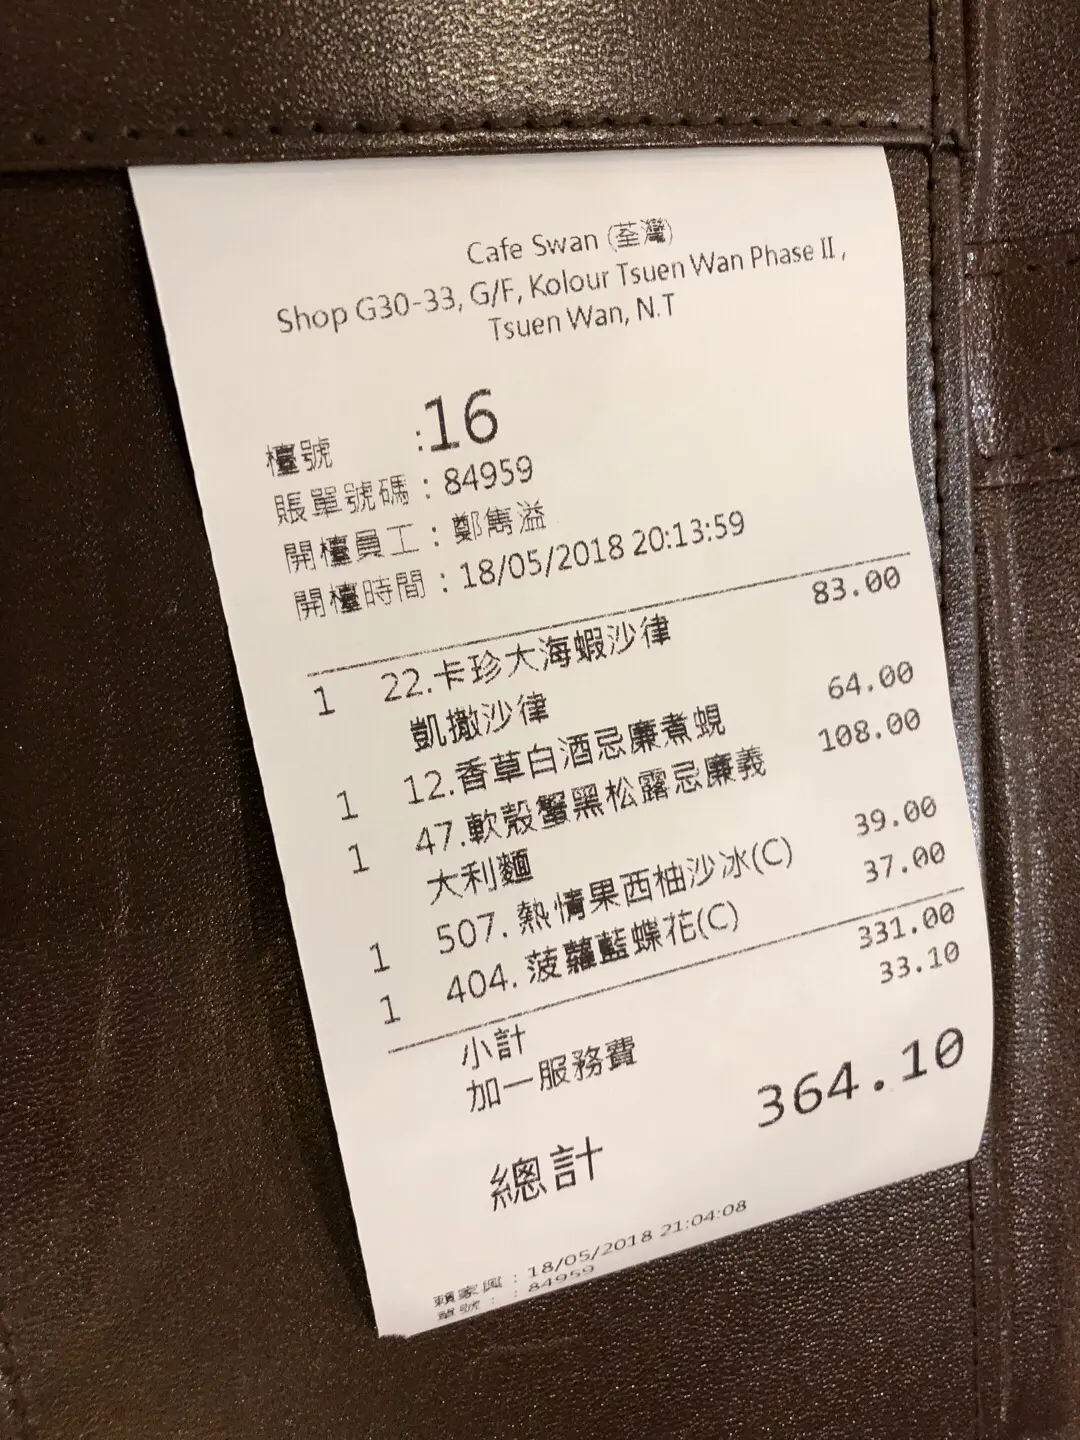 Cafe Swan (荃灣)
Shop G30-33, G/F, Kolour Tsuen Wan Phase II ,
Tsuen Wan, N.T
檯號 :16
賬單號碼 : 84959
開檯員工 : 鄭雋溢
開檯時間 : 18/05/2018 20:13:59
1 22.卡珍大海蝦沙律 83.00
凱撒沙律
1 12.香草白酒忌廉煮蜆 64.00
1 47.軟殼蟹黑松露忌廉義 108.00
大利麵
1 507. 熱情果西柚沙冰(C) 39.00
1 404. 菠蘿藍蝶花(C) 37.00
小計 331.00
加一服務費 33.10
總計 364.10
賴家興 : 18/05/2018 21:04:08
單號 : : 84959